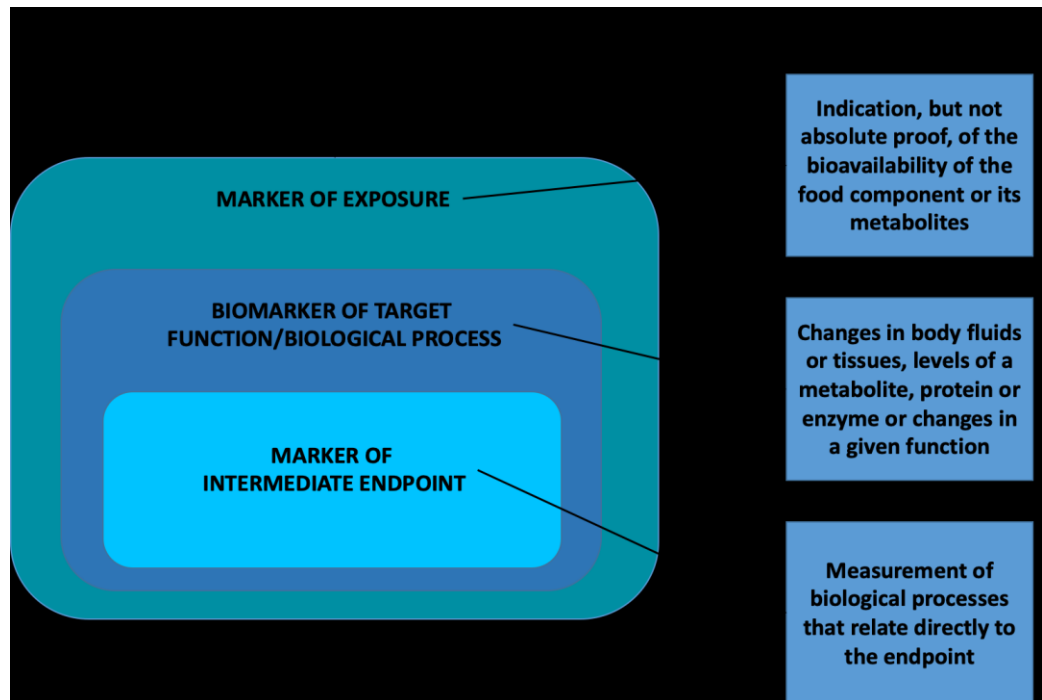 MARKER OF EXPOSURE
BIOMARKER OF TARGET
FUNCTION/BIOLOGICAL PROCESS
MARKER OF
INTERMEDIATE ENDPOINT
Indication, but not
absolute proof, of the
bioavailability of the
food component or its
metabolites
Changes in body fluids
or tissues, levels of a
metabolite, protein or
enzyme or changes in
a given function
Measurement of
biological processes
that relate directly to
the endpoint